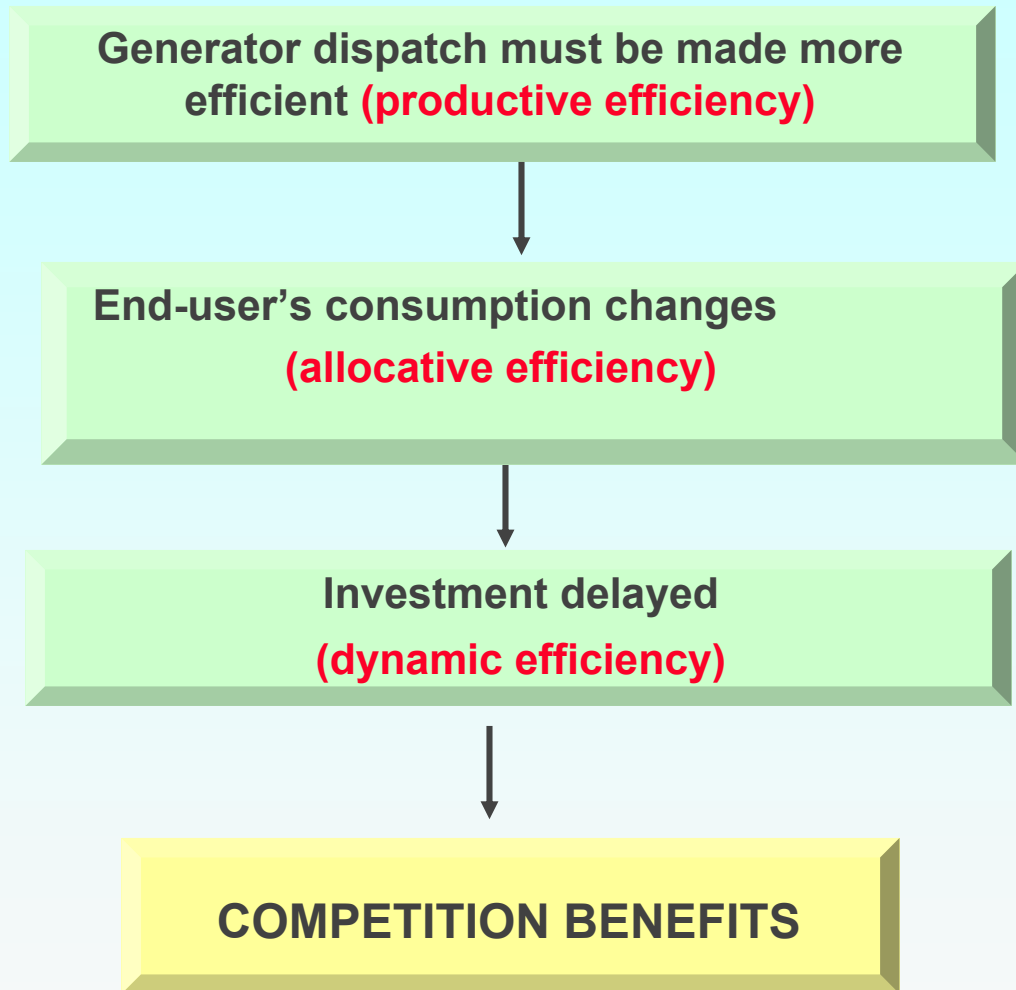 Generator dispatch must be made more
efficient (productive efficiency)
End-user’s consumption changes
(allocative efficiency)
Investment delayed
(dynamic efficiency)
COMPETITION BENEFITS